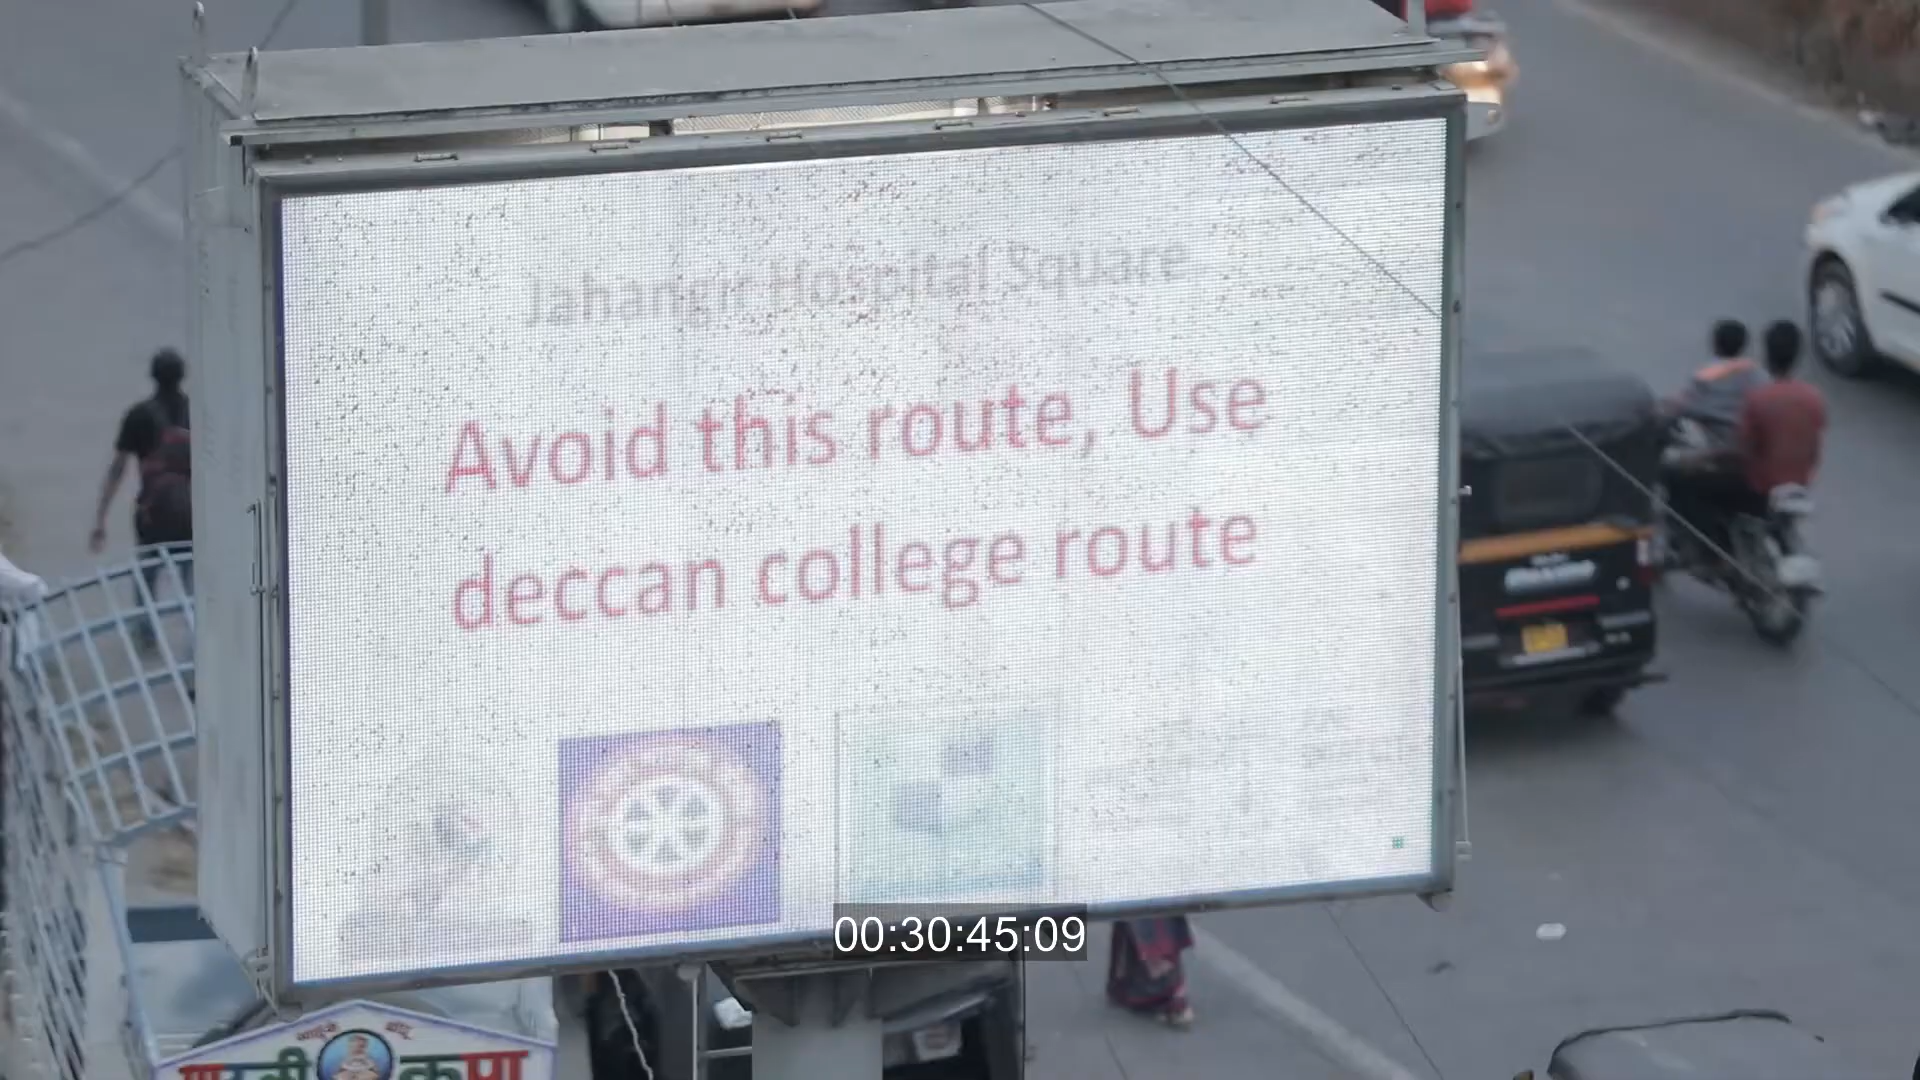 Jahangir Hospital Square
Avoid this route, Use
deccan college route
00:30:45:09